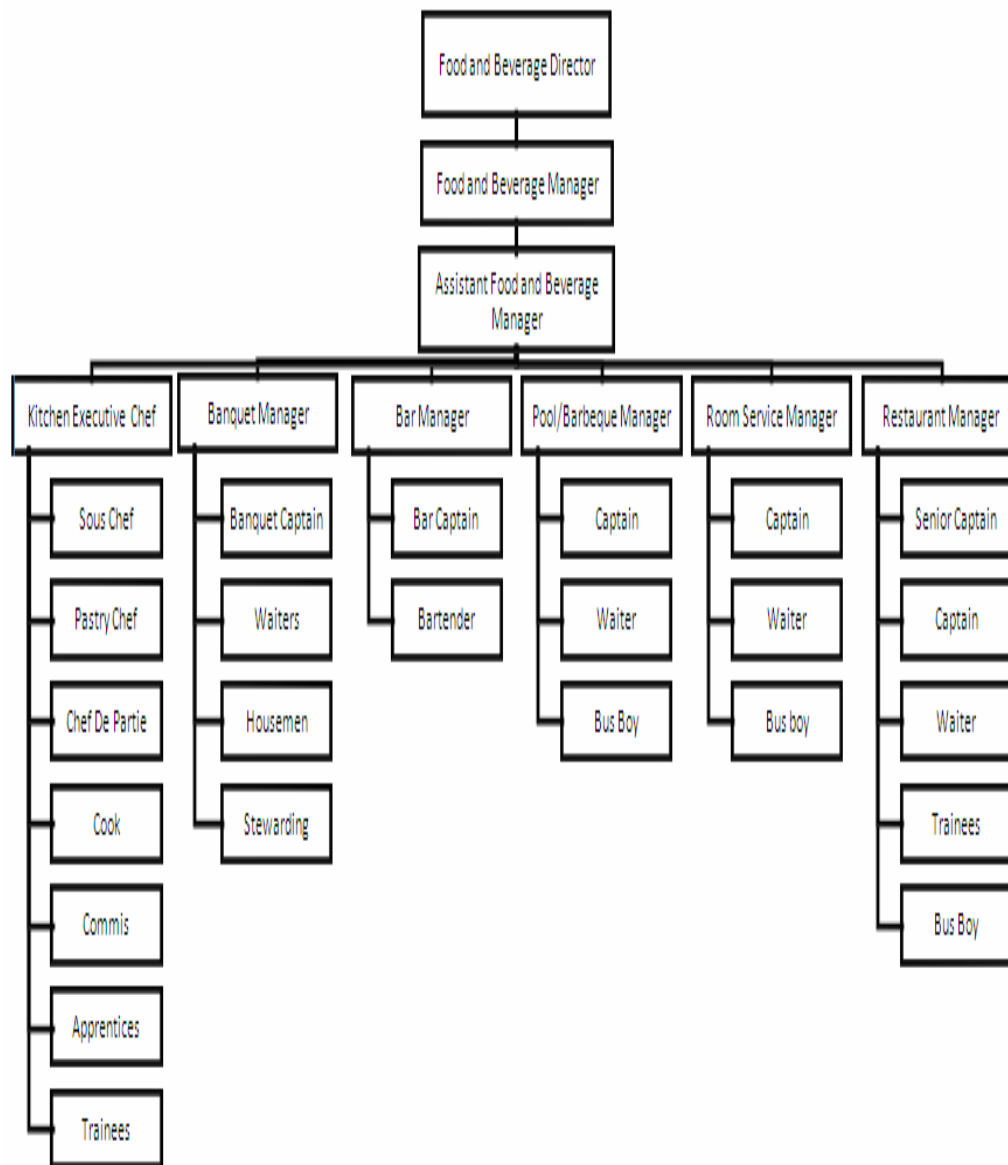 Food and Beverage Director
Food and Beverage Manager
Assistant Food and Beverage
Manager
Kitchen Executive Chef
Banquet Manager
Bar Manager
Pool/Barbeque Manager
Room Service Manager
Restaurant Manager
Sous Chef
Pastry Chef
Chef De Partie
Cook
Commis
Apprentices
Trainees
Banquet Captain
Waiters
Housemen
Stewarding
Bar Captain
Bartender
Captain
Waiter
Bus Boy
Captain
Waiter
Bus boy
Senior Captain
Captain
Waiter
Trainees
Bus Boy